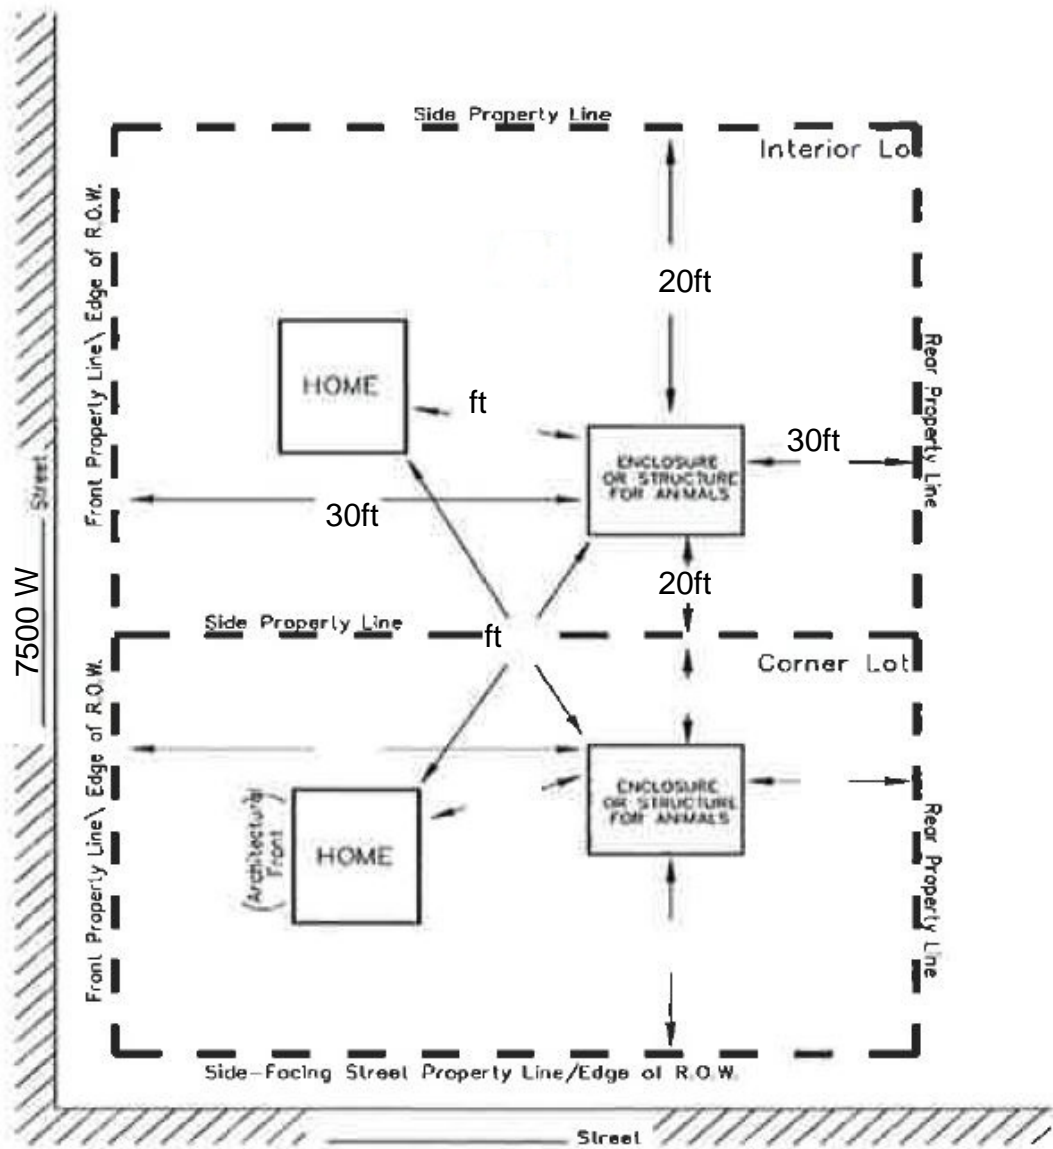 Side Property Line
Interior Lo
Front Property Line\ Edge of R.O.W.
20ft
HOME
ft
Rear Property Line
30ft
ENCLOSURE
OR STRUCTURE
FOR ANIMALS
Street
30ft
20ft
7500 W
Side Property Line
ft
Corner Lot
Front Property Line\ Edge of R.O.W.
(Architectural
Front)
HOME
ENCLOSURE
OR STRUCTURE
FOR ANIMALS
Rear Property Line
Side-Facing Street Property Line/Edge of R.O.W.
Street